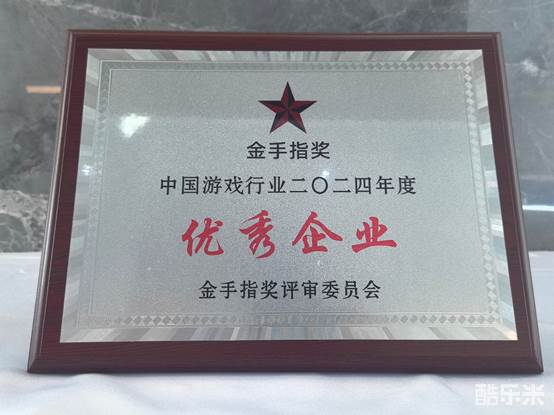 金手指奖
中国游戏行业二〇二四年度
优秀企业
金手指奖评审委员会
酷乐米